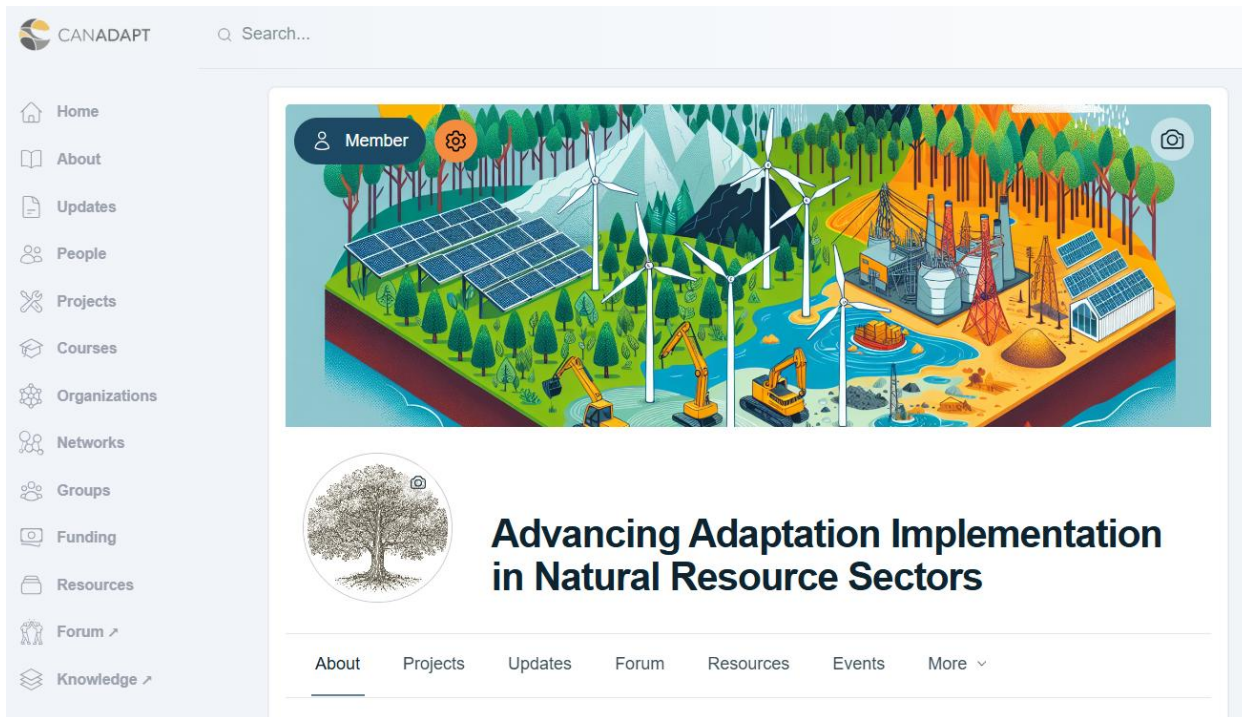 CANADAPT
Search...
Home
About
Updates
People
Projects
Courses
Organizations
Networks
Groups
Funding
Resources
Forum ↗
Knowledge ↗
Member
Advancing Adaptation Implementation
in Natural Resource Sectors
About Projects Updates Forum Resources Events More